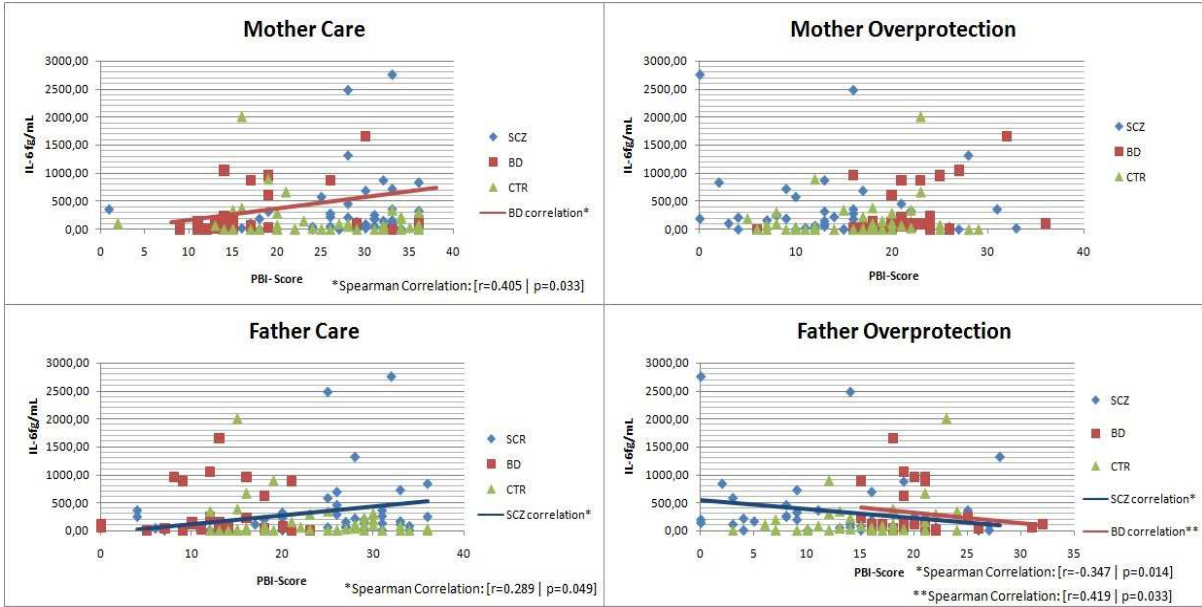 Mother Care
3000,00
2500,00
2000,00
1500,00
1000,00
500,00
0,00
IL-6fg/mL
0 5 10 15 20 25 30 35 40
PBI-Score
SCZ
BD
CTR
BD correlation*
*Spearman Correlation: [r=0.405 | p=0.033]
Mother Overprotection
3000,00
2500,00
2000,00
1500,00
1000,00
500,00
0,00
IL-6fg/mL
0 10 20 30 40
PBI-Score
SCZ
BD
CTR
Father Care
3000,00
2500,00
2000,00
1500,00
1000,00
500,00
0,00
IL-6fg/mL
0 10 20 30 40
PBI-Score
SCR
BD
CTR
SCZ correlation*
*Spearman Correlation: [r=0.289 | p=0.049]
Father Overprotection
3000,00
2500,00
2000,00
1500,00
1000,00
500,00
0,00
IL-6fg/mL
0 5 10 15 20 25 30 35
PBI-Score
SCZ
BD
CTR
SCZ correlation*
BD correlation**
*Spearman Correlation: [r=-0.347 | p=0.014]
**Spearman Correlation: [r=0.419 | p=0.033]